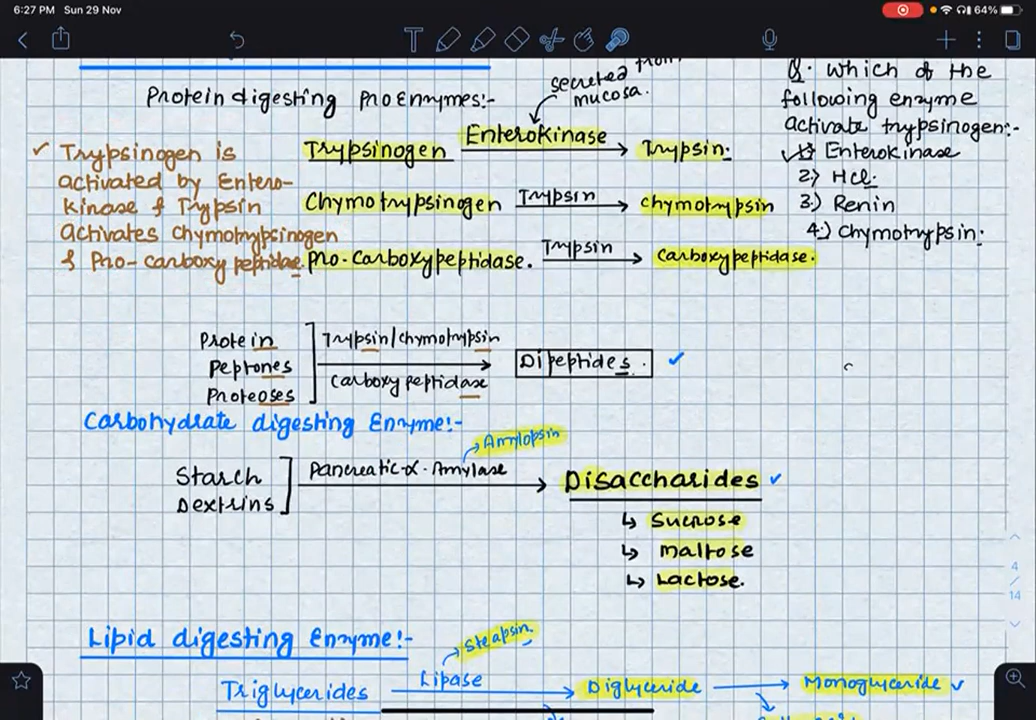 6:27 PM Sun 29 Nov
64%
secreted from
mucosa.
Protein digesting ProEnzymes:-
Trypsinogen Enterokinase Trypsin.
Chymotrypsinogen Trypsin chymotrypsin
Pro-Carboxypeptidase. Trypsin carboxypeptidase.
✓ Trypsinogen is
activated by Entero-
kinase & Trypsin
activates chymotrypsinogen
& Pro-carboxy peptidase.
Q. Which of the
following enzyme
activate trypsinogen:-
1) Enterokinase
2) HCl.
3.) Renin
4.) Chymotrypsin.
Protein
Peptones
Proteoses
Trypsin/chymotrypsin
Carboxy peptidase
Dipeptides.
Carbohydrate digesting Enzyme:-
Amylopsin
Starch
Dextrins
Pancreatic-α-Amylase
Disaccharides
↳ Sucrose
↳ maltose
↳ Lactose.
4
/
14
Lipid digesting Enzyme:-
Steapsin.
Triglycerides Lipase Diglyceride Monoglyceride